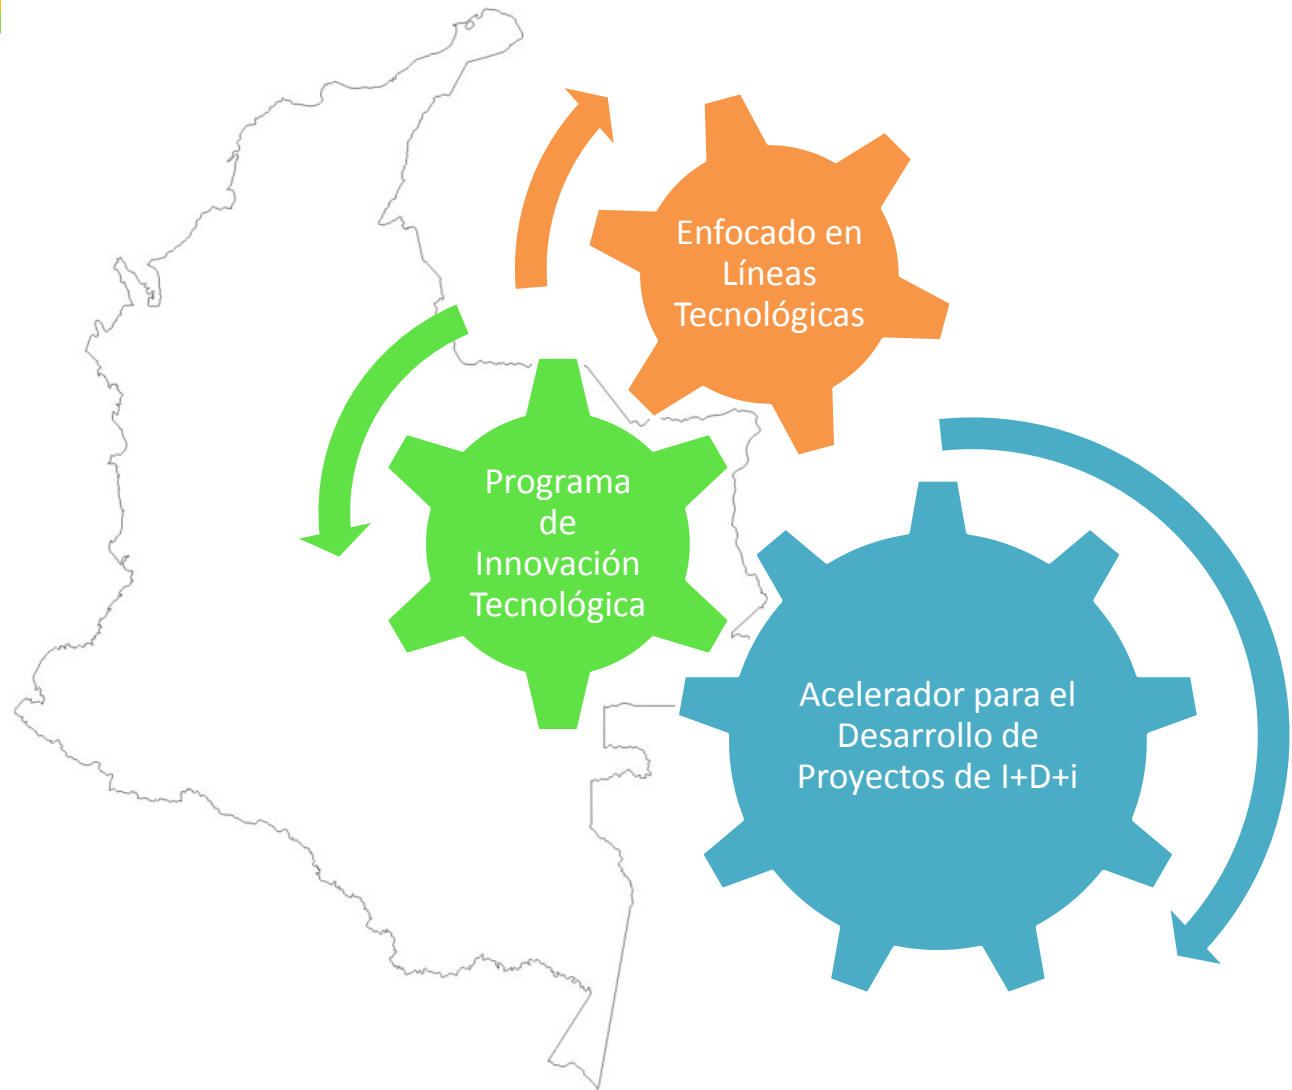 Enfocado en
Líneas
Tecnológicas
Programa
de
Innovación
Tecnológica
Acelerador para el
Desarrollo de
Proyectos de I+D+i